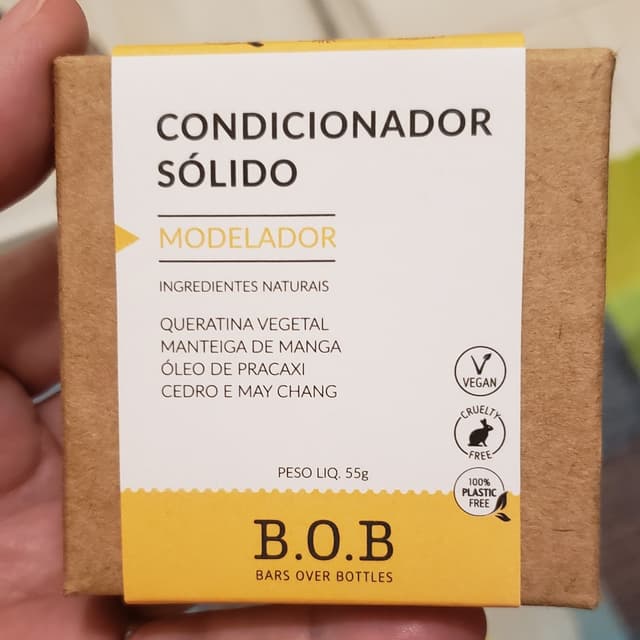 CONDICIONADOR
SÓLIDO
MODELADOR
INGREDIENTES NATURAIS
QUERATINA VEGETAL
MANTEIGA DE MANGA
ÓLEO DE PRACAXI
CEDRO E MAY CHANG
VEGAN
CRUELTY
FREE
100%
PLASTIC
FREE
PESO LIQ. 55g
B.O.B
BARS OVER BOTTLES